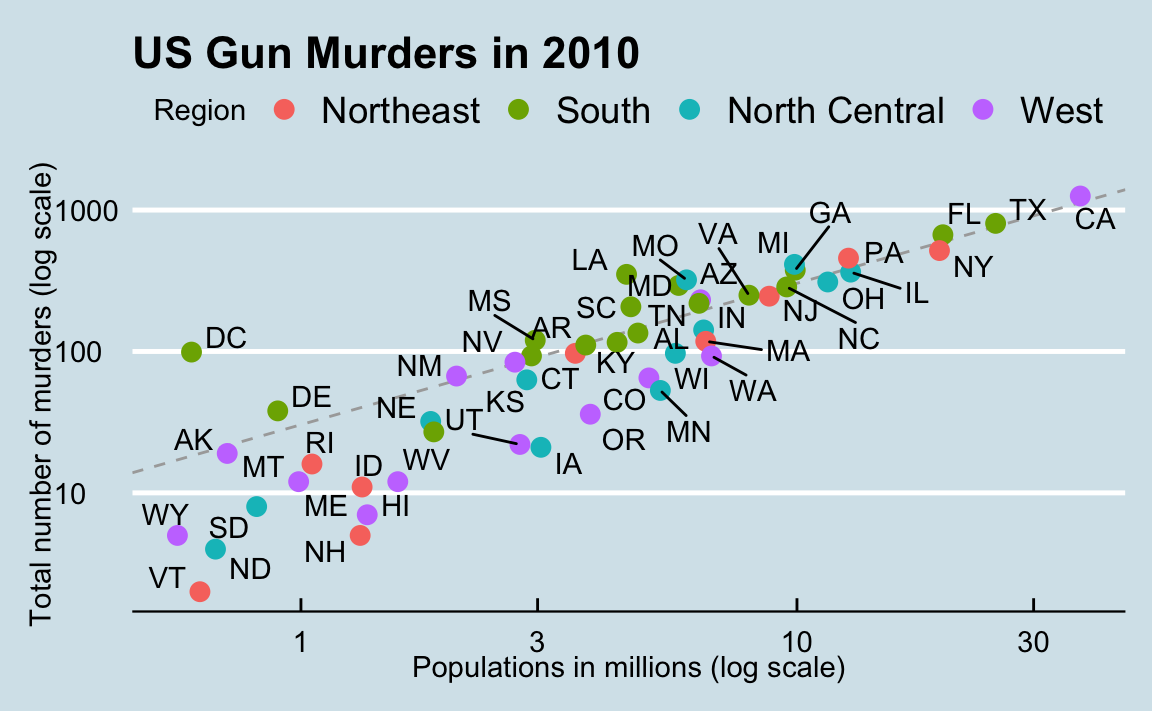 US Gun Murders in 2010
Region Northeast South North Central West
Total number of murders (log scale)
1000
100
10
GA
FL TX
CA
VA
MO MI PA
LA AZ NY
MD IL
MS SC OH
TN IN NJ
DC NV AR AL NC
NM KY MA
CT WI WA
DE NE KS CO
UT MN
AK RI OR
MT ID WV IA
ME HI
WY SD
NH
VT ND
1 3 10 30
Populations in millions (log scale)